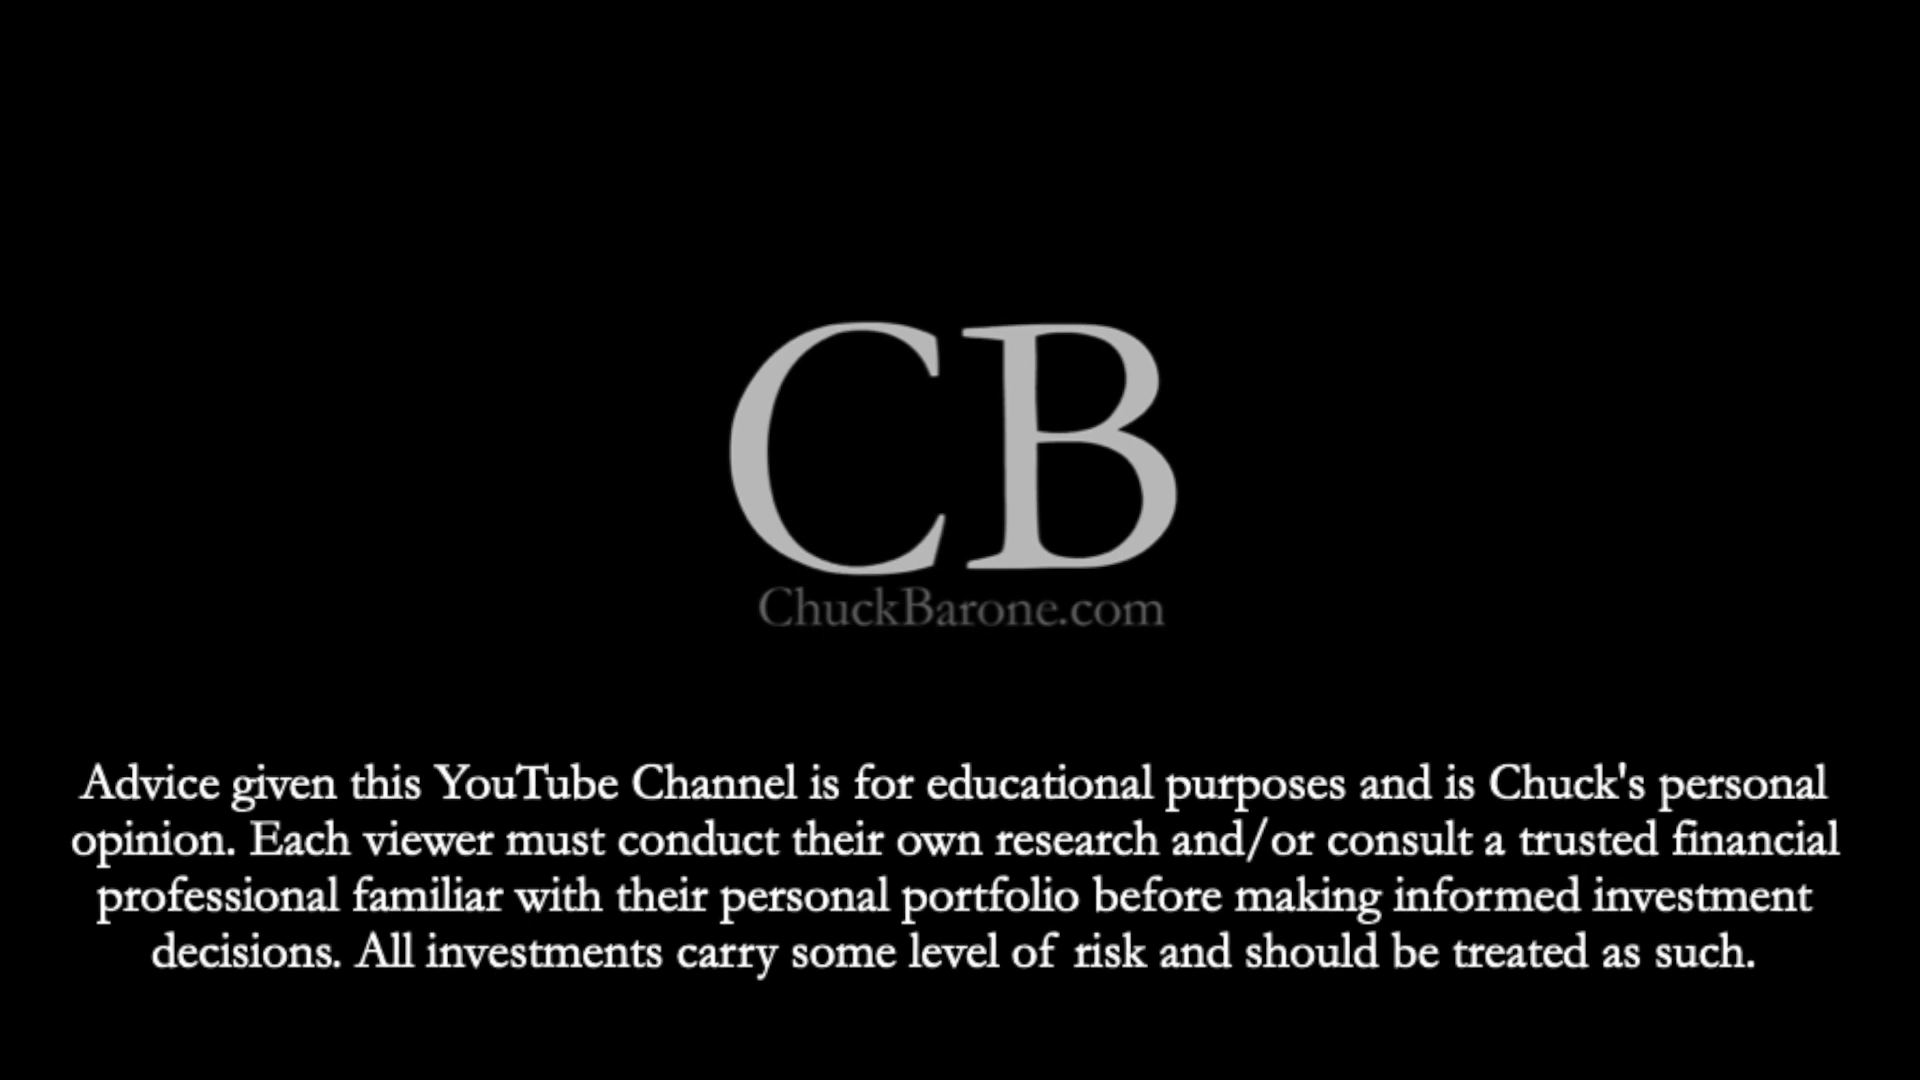 CB
ChuckBarone.com
Advice given this YouTube Channel is for educational purposes and is Chuck's personal
opinion. Each viewer must conduct their own research and/or consult a trusted financial
professional familiar with their personal portfolio before making informed investment
decisions. All investments carry some level of risk and should be treated as such.